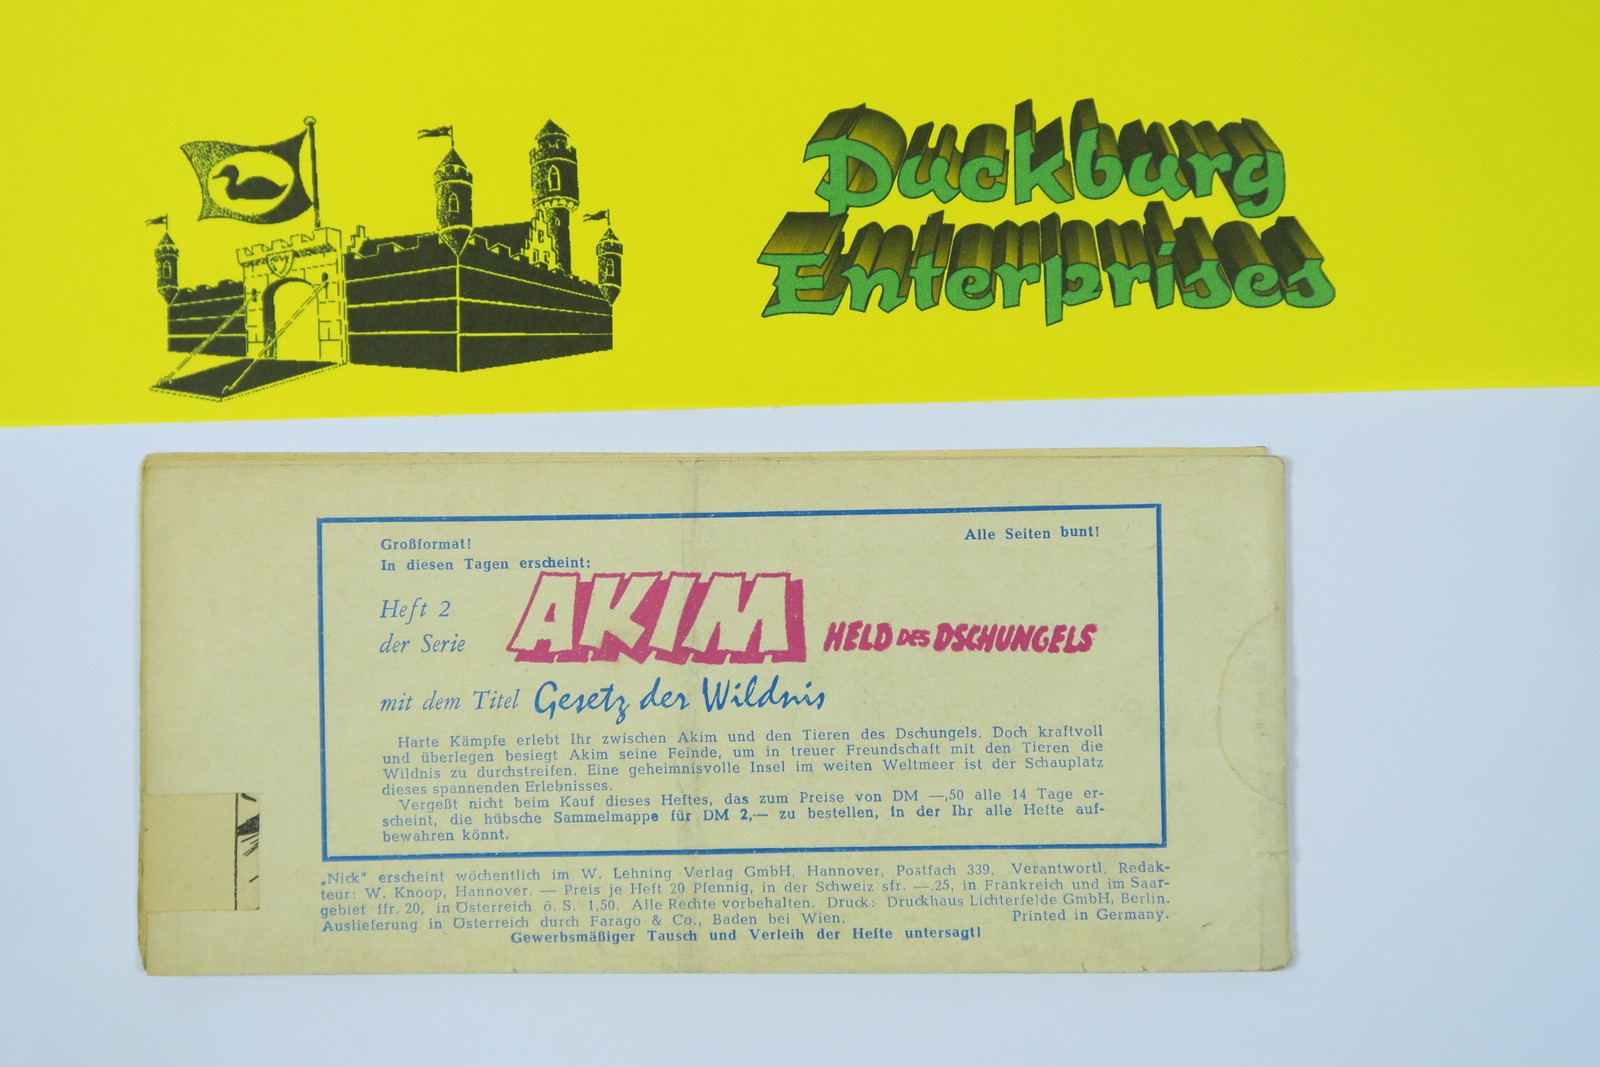 Duckburg
Enterprises
Großformat!
Alle Seiten bunt!
In diesen Tagen erscheint:
Heft 2
der Serie
AKIM
HELD DES DSCHUNGELS
mit dem Titel Gesetz der Wildnis
Harte Kämpfe erlebt Ihr zwischen Akim und den Tieren des Dschungels. Doch kraftvoll
und überlegen besiegt Akim seine Feinde, um in treuer Freundschaft mit den Tieren die
Wildnis zu durchstreifen. Eine geheimnisvolle Insel im weiten Weltmeer ist der Schauplatz
dieses spannenden Erlebnisses.
Vergeßt nicht beim Kauf dieses Heftes, das zum Preise von DM —,50 alle 14 Tage er-
scheint, die hübsche Sammelmappe für DM 2,— zu bestellen, in der Ihr alle Hefte auf-
bewahren könnt.
„Nick" erscheint wöchentlich im W. Lehning Verlag GmbH, Hannover, Postfach 339. Verantwortl. Redak-
teur: W. Knoop, Hannover. — Preis je Heft 20 Pfennig, in der Schweiz sfr. —.25, in Frankreich und im Saar-
gebiet ffr. 20, in Österreich ö. S. 1,50. Alle Rechte vorbehalten. Druck: Druckhaus Lichterfelde GmbH, Berlin.
Auslieferung in Österreich durch Farago & Co., Baden bei Wien. Printed in Germany.
Gewerbsmäßiger Tausch und Verleih der Hefte untersagt!